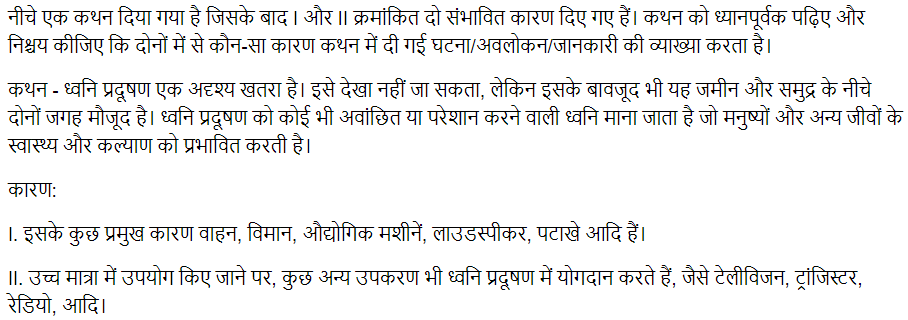 नीचे एक कथन दिया गया है जिसके बाद I और II क्रमांकित दो संभावित कारण दिए गए हैं। कथन को ध्यानपूर्वक पढ़िए और
निश्चय कीजिए कि दोनों में से कौन-सा कारण कथन में दी गई घटना/अवलोकन/जानकारी की व्याख्या करता है।
कथन - ध्वनि प्रदूषण एक अदृश्य खतरा है। इसे देखा नहीं जा सकता, लेकिन इसके बावजूद भी यह जमीन और समुद्र के नीचे
दोनों जगह मौजूद है। ध्वनि प्रदूषण को कोई भी अवांछित या परेशान करने वाली ध्वनि माना जाता है जो मनुष्यों और अन्य जीवों के
स्वास्थ्य और कल्याण को प्रभावित करती है।
कारण:
I. इसके कुछ प्रमुख कारण वाहन, विमान, औद्योगिक मशीनें, लाउडस्पीकर, पटाखे आदि हैं।
II. उच्च मात्रा में उपयोग किए जाने पर, कुछ अन्य उपकरण भी ध्वनि प्रदूषण में योगदान करते हैं, जैसे टेलीविजन, ट्रांजिस्टर,
रेडियो, आदि।